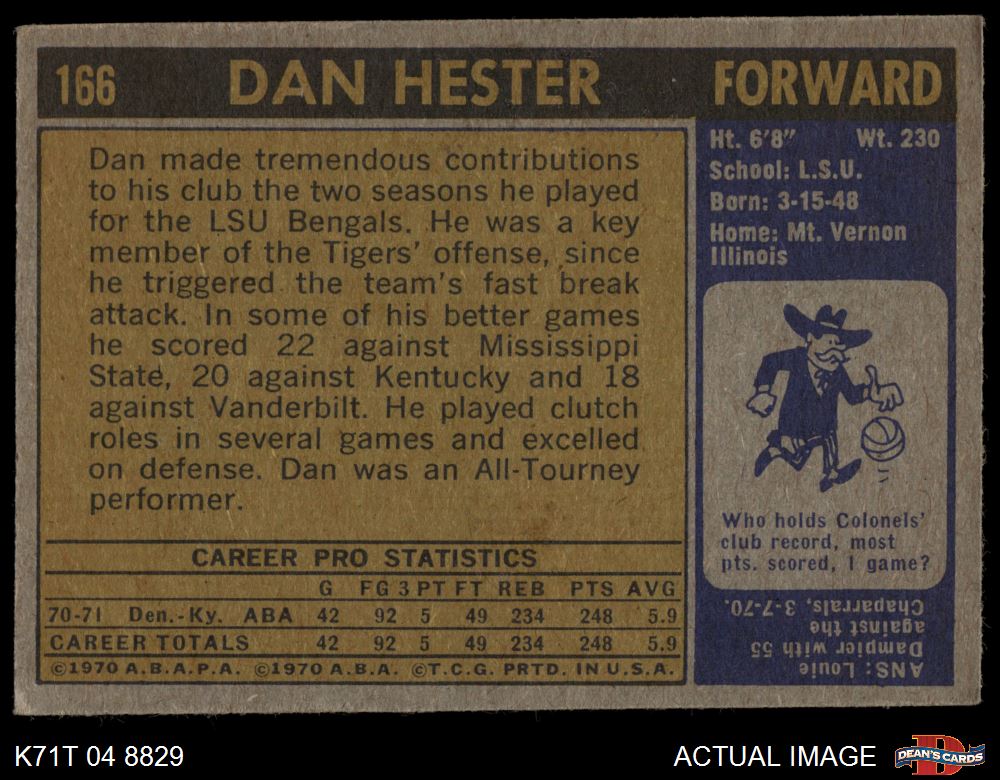 166 DAN HESTER FORWARD
Dan made tremendous contributions
to his club the two seasons he played
for the LSU Bengals. He was a key
member of the Tigers' offense, since
he triggered the team's fast break
attack. In some of his better games
he scored 22 against Mississippi
State, 20 against Kentucky and 18
against Vanderbilt. He played clutch
roles in several games and excelled
on defense. Dan was an All-Tourney
performer.
CAREER PRO STATISTICS
G FG 3 PT FT REB PTS AVG
70-71 Den.-Ky. ABA 42 92 5 49 234 248 5.9
CAREER TOTALS 42 92 5 49 234 248 5.9
©1970 A.B.A.P.A. ©1970 A.B.A. ©T.C.G. PRTD. IN U.S.A.
Ht. 6'8" Wt. 230
School: L.S.U.
Born: 3-15-48
Home: Mt. Vernon
Illinois
Who holds Colonels'
club record, most
pts. scored, 1 game?
ANS: Louie
Dampier with 55
against the
Chaparrals, 3-7-70.
K71T 04 8829 ACTUAL IMAGE
D
DEAN'S CARDS